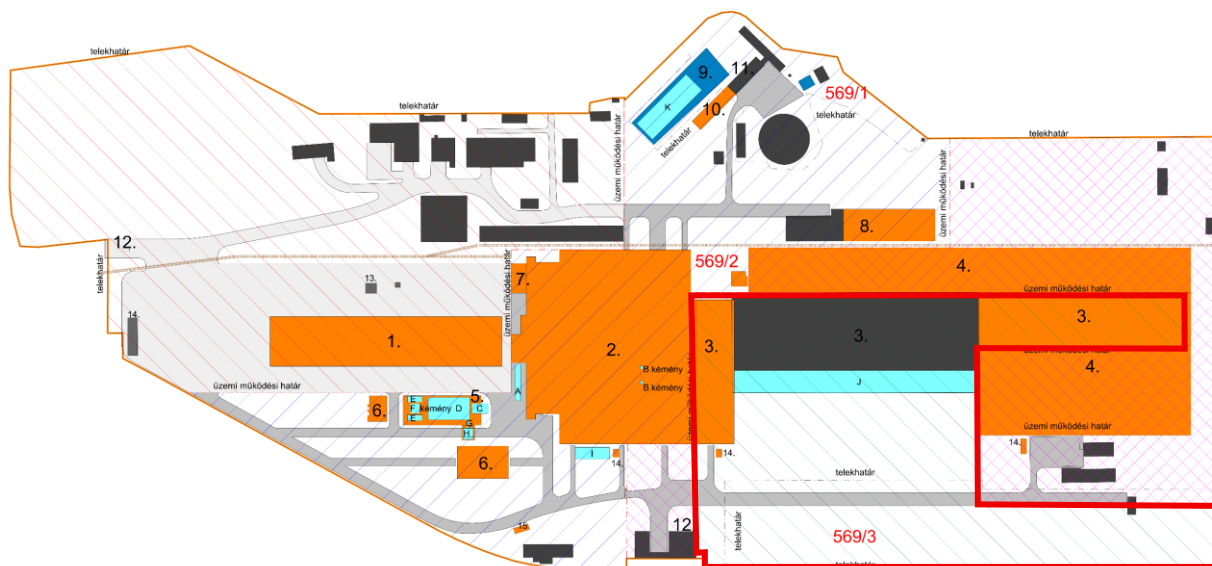 telekhatár
9.
11.
K
569/1
10.
telekhatár
telekhatár
telekhatár
üzemi működési határ
üzemi működési határ
12.
8.
telekhatár
569/2
7.
4.
13.
üzemi működési határ
üzemi működési határ
14.
1.
2.
3.
3.
3.
B kémény
B kémény
üzemi működési határ
üzemi működési határ
4.
J
A
E
5.
6.
F kémény D
C
E
G
H
üzemi működési határ
14.
L
6.
I
14.
14.
telekhatár
15.
12.
telekhatár
569/3
telekhatár